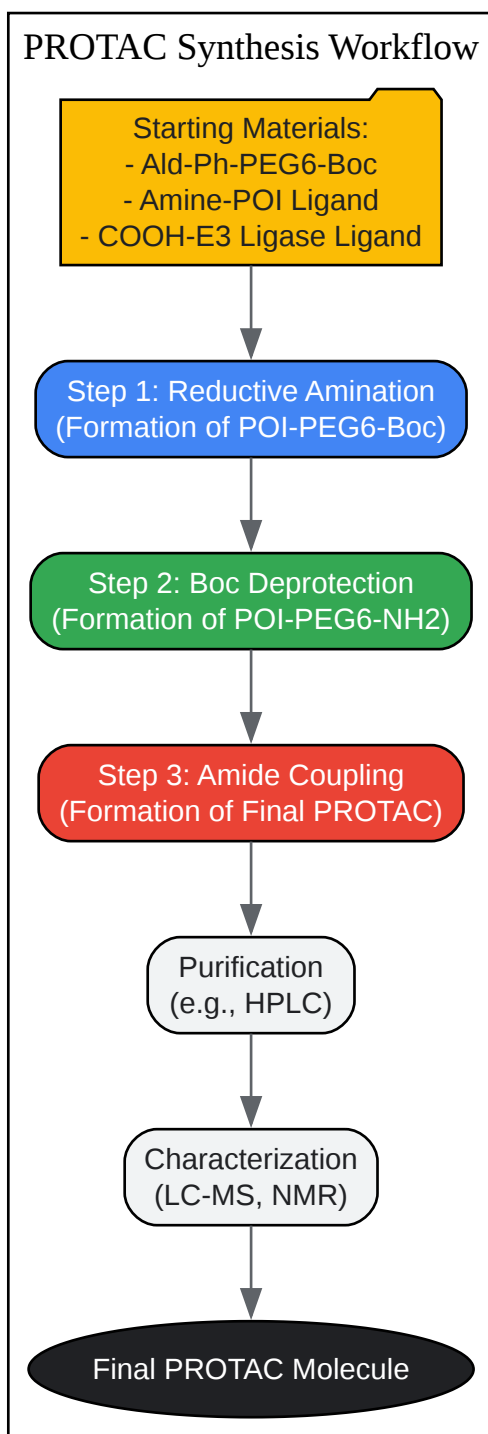 PROTAC Synthesis Workflow
Starting Materials:
- Ald-Ph-PEG6-Boc
- Amine-POI Ligand
- COOH-E3 Ligase Ligand
Step 1: Reductive Amination
(Formation of POI-PEG6-Boc)
Step 2: Boc Deprotection
(Formation of POI-PEG6-NH2)
Step 3: Amide Coupling
(Formation of Final PROTAC)
Purification
(e.g., HPLC)
Characterization
(LC-MS, NMR)
Final PROTAC Molecule